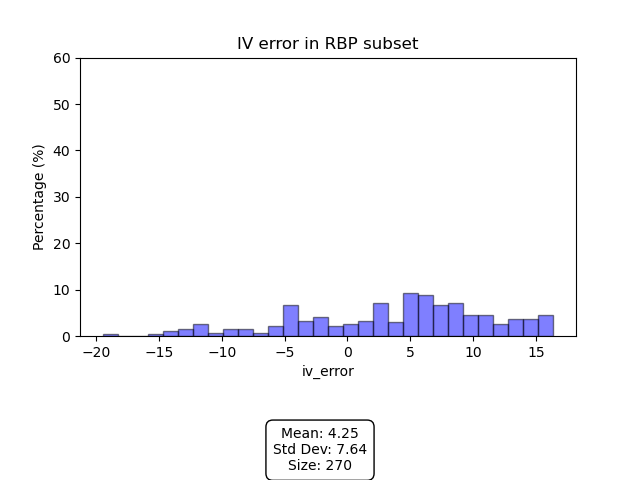 IV error in RBP subset
60
50
40
30
20
10
0
Percentage (%)
−20 −15 −10 −5 0 5 10 15
iv_error
Mean: 4.25
Std Dev: 7.64
Size: 270